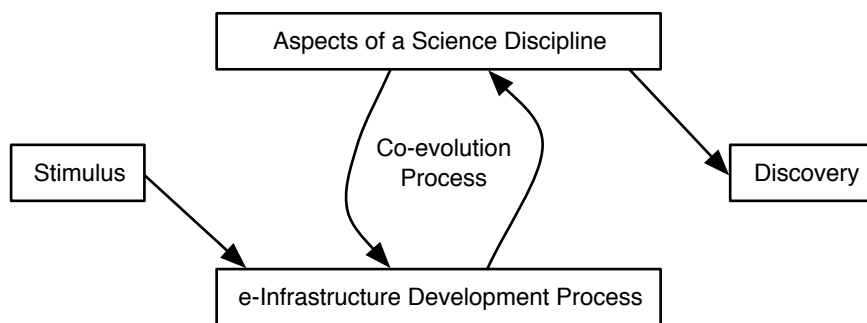 Aspects of a Science Discipline
Co-evolution
Process
Stimulus
Discovery
e-Infrastructure Development Process